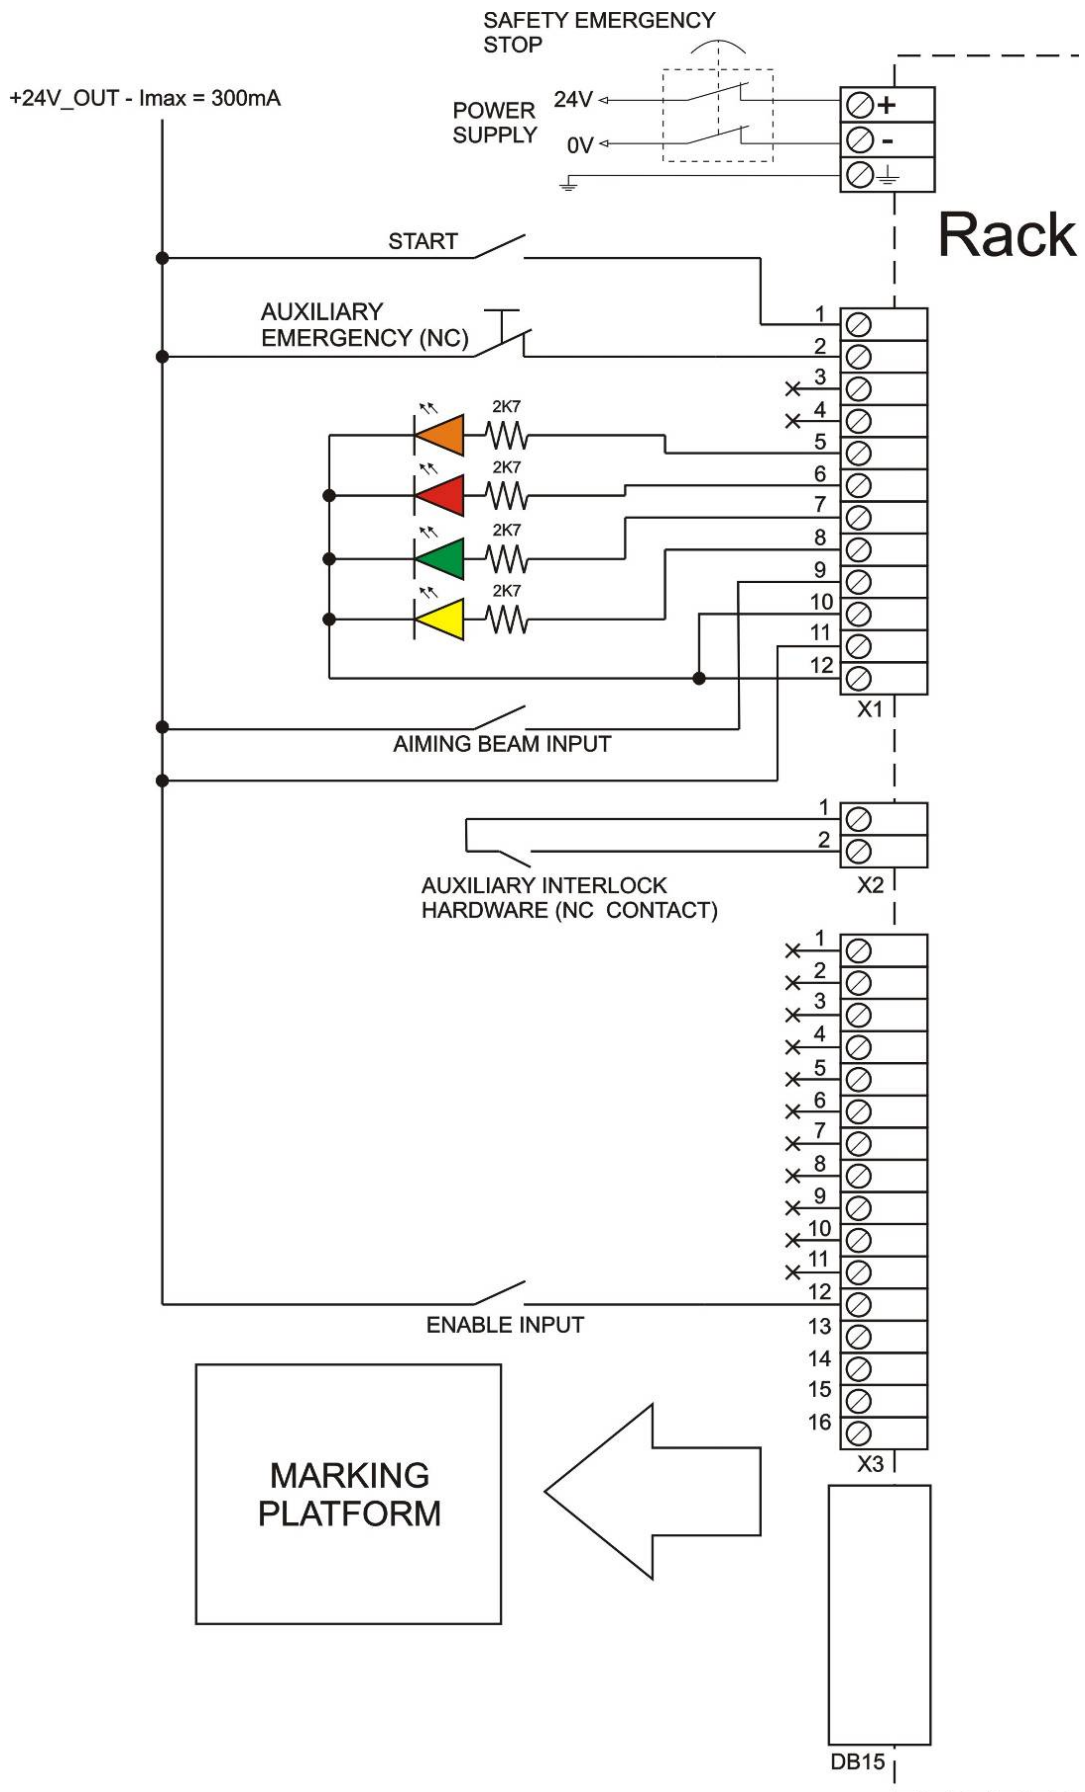 SAFETY EMERGENCY
STOP
+24V_OUT - Imax = 300mA
POWER
SUPPLY
24V
0V
+
-
Rack
START
AUXILIARY
EMERGENCY (NC)
1
2
3
4
5
6
7
8
9
10
11
12
2K7
2K7
2K7
2K7
X1
AIMING BEAM INPUT
1
2
X2
AUXILIARY INTERLOCK
HARDWARE (NC CONTACT)
1
2
3
4
5
6
7
8
9
10
11
12
13
14
15
16
ENABLE INPUT
X3
MARKING
PLATFORM
DB15